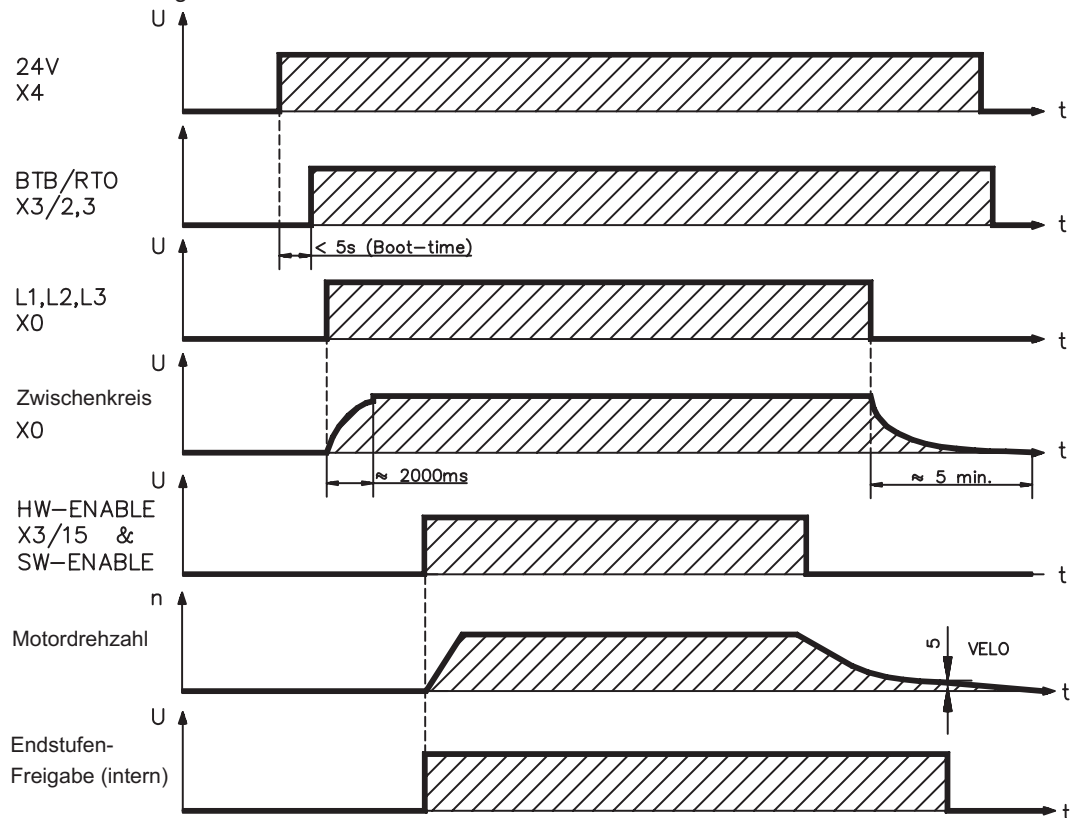 U
24V
X4
t
BTB/RTO
X3/2,3
t
< 5s (Boot-time)
U
L1,L2,L3
X0
t
U
Zwischenkreis
X0
t
≈ 2000ms
≈ 5 min.
U
HW-ENABLE
X3/15 &
SW-ENABLE
t
n
Motordrehzahl
5
VELO
t
U
Endstufen-
Freigabe (intern)
t